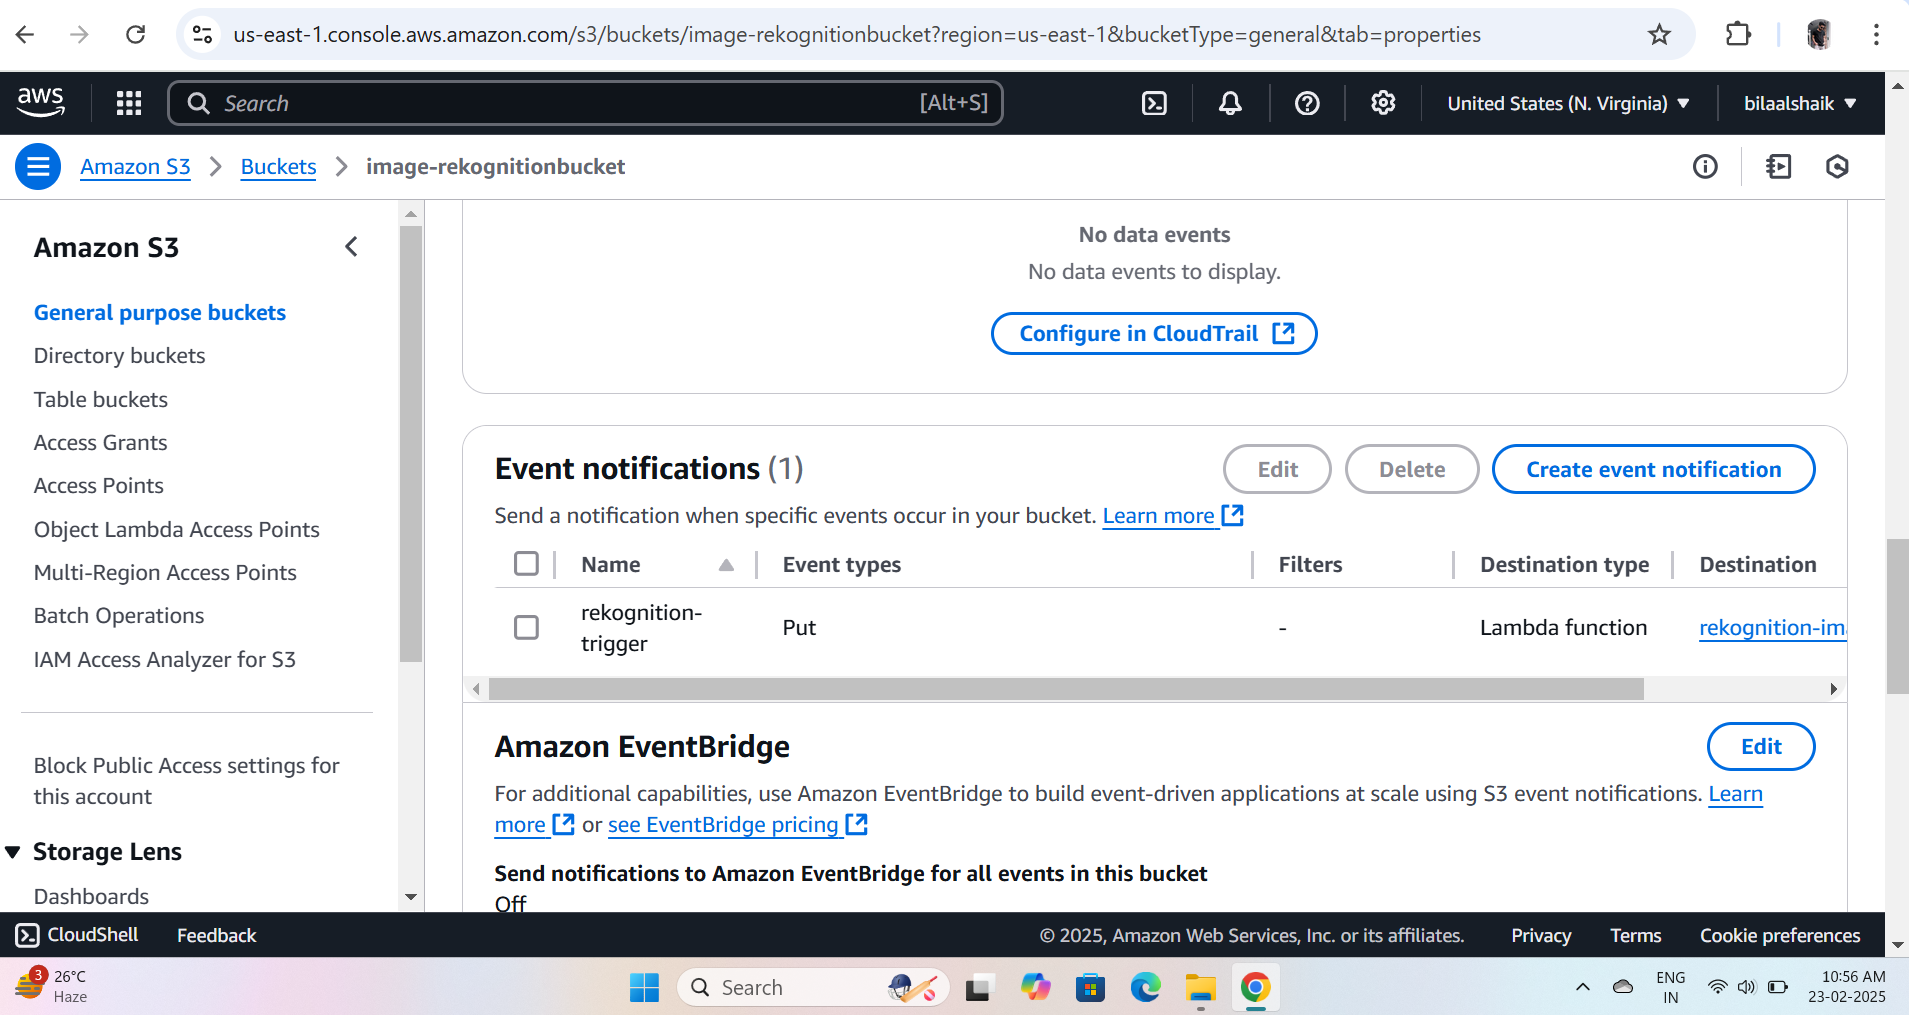 us-east-1.console.aws.amazon.com/s3/buckets/image-rekognitionbucket?region=us-east-1&bucketType=general&tab=properties
aws
Search
[Alt+S]
United States (N. Virginia)
bilaalshaik
Amazon S3
Buckets
image-rekognitionbucket
Amazon S3
General purpose buckets
Directory buckets
Table buckets
Access Grants
Access Points
Object Lambda Access Points
Multi-Region Access Points
Batch Operations
IAM Access Analyzer for S3
Block Public Access settings for
this account
Storage Lens
Dashboards
No data events
No data events to display.
Configure in CloudTrail
Event notifications (1)
Edit
Delete
Create event notification
Send a notification when specific events occur in your bucket. Learn more
Name
Event types
Filters
Destination type
Destination
rekognition-
trigger
Put
-
Lambda function
rekognition-im
Amazon EventBridge
Edit
For additional capabilities, use Amazon EventBridge to build event-driven applications at scale using S3 event notifications. Learn
more or see EventBridge pricing
Send notifications to Amazon EventBridge for all events in this bucket
Off
CloudShell
Feedback
© 2025, Amazon Web Services, Inc. or its affiliates.
Privacy
Terms
Cookie preferences
3
26°C
Haze
Search
ENG
IN
10:56 AM
23-02-2025